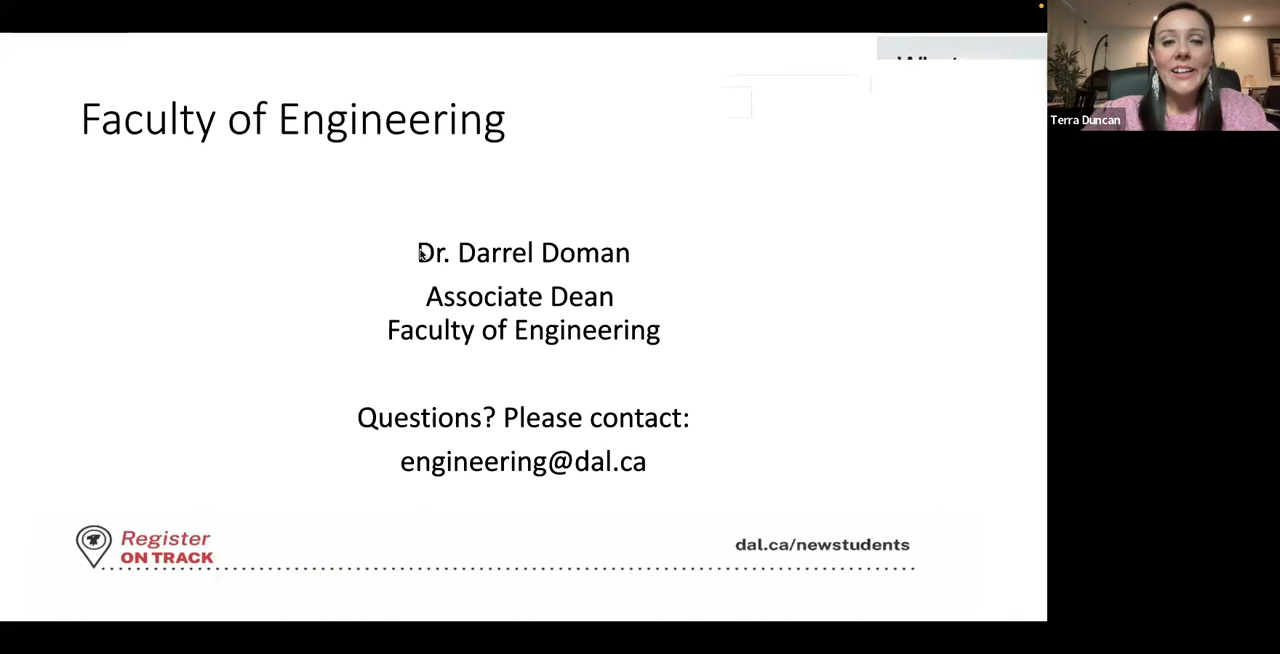 Faculty of Engineering
Terra Duncan
Dr. Darrel Doman
Associate Dean
Faculty of Engineering
Questions? Please contact:
engineering@dal.ca
Register
ON TRACK
dal.ca/newstudents